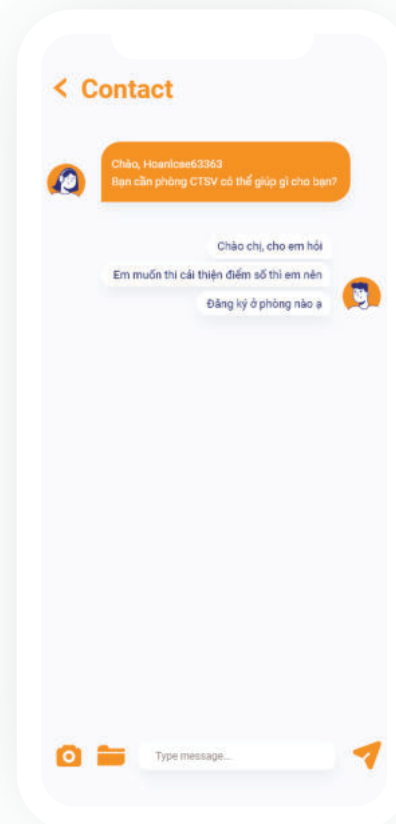 Contact
Chào, Hoanicse63363
Bạn cần phòng CTSV có thể giúp gì cho bạn?
Chào chị, cho em hỏi
Em muốn thi cải thiện điểm số thì em nên
Đăng ký ở phòng nào ạ
Type message...